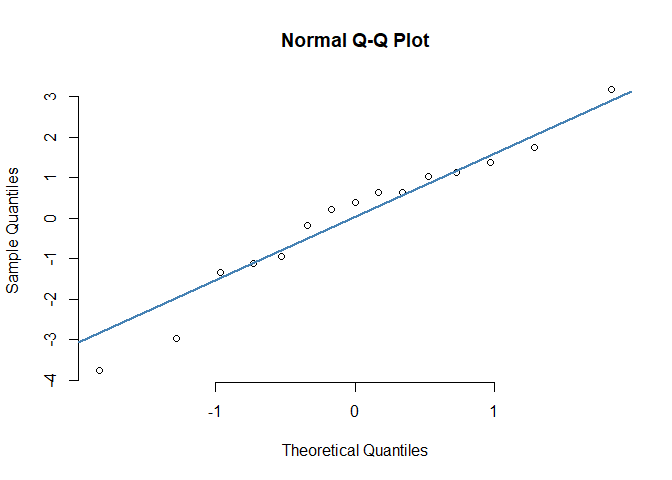 Normal Q-Q Plot
Sample Quantiles
3
2
1
0
-1
-2
-3
-4
-1 0 1
Theoretical Quantiles